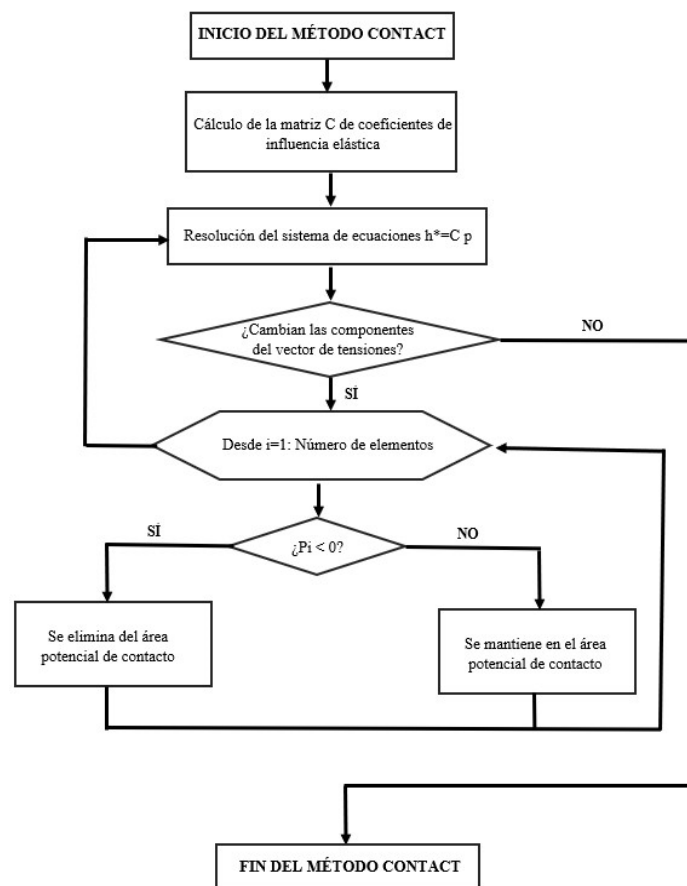 INICIO DEL MÉTODO CONTACT
Cálculo de la matriz C de coeficientes de
influencia elástica
Resolución del sistema de ecuaciones h*=C p
¿Cambian las componentes
del vector de tensiones?
NO
SÍ
Desde i=1: Número de elementos
SÍ
¿Pi < 0?
NO
Se elimina del área
potencial de contacto
Se mantiene en el área
potencial de contacto
FIN DEL MÉTODO CONTACT